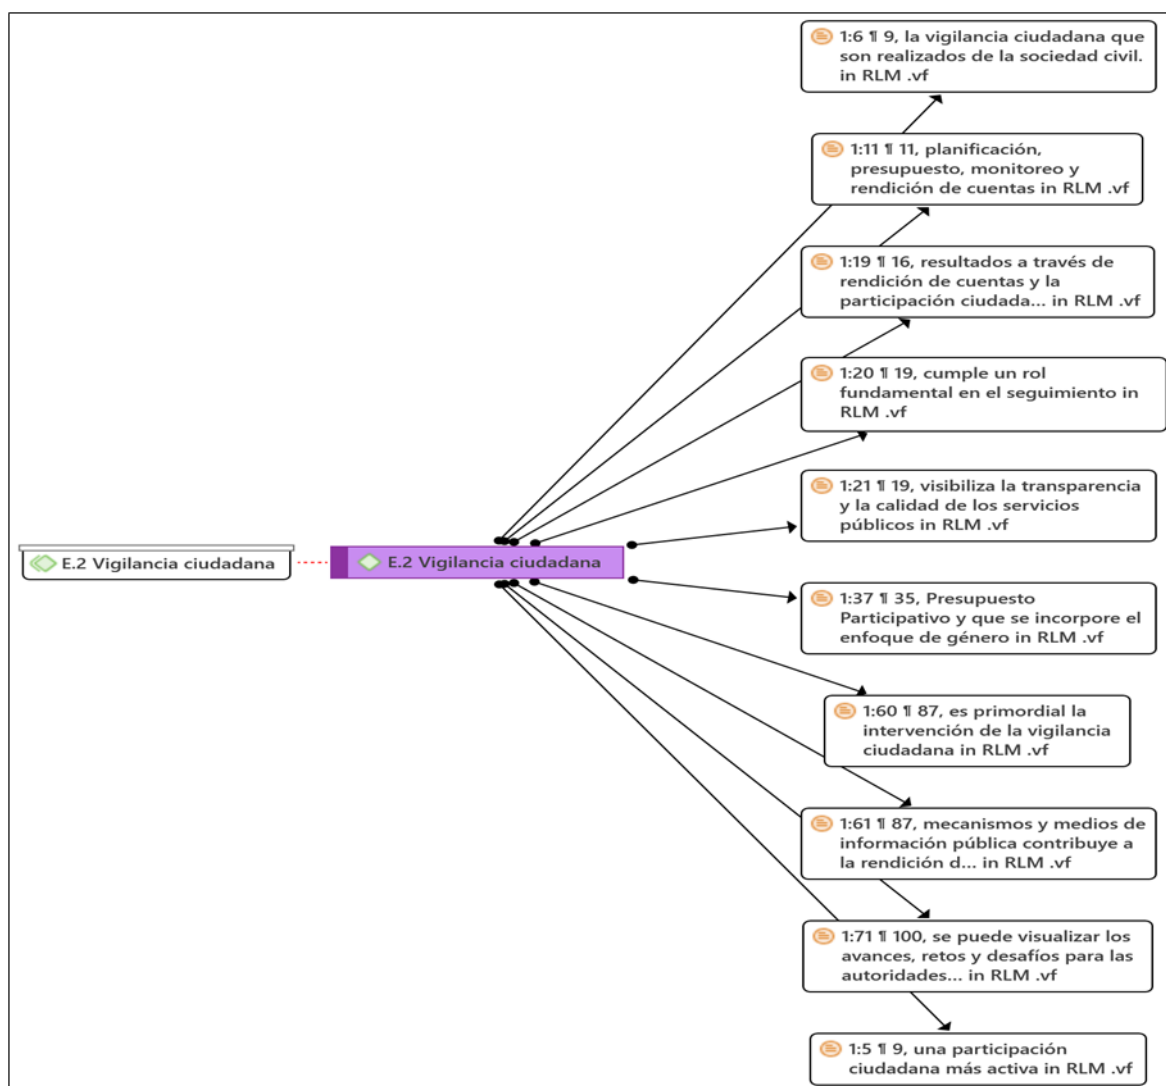 1:6 ¶ 9, la vigilancia ciudadana que
son realizados de la sociedad civil.
in RLM .vf
1:11 ¶ 11, planificación,
presupuesto, monitoreo y
rendición de cuentas in RLM .vf
1:19 ¶ 16, resultados a través de
rendición de cuentas y la
participación ciudada... in RLM .vf
1:20 ¶ 19, cumple un rol
fundamental en el seguimiento in
RLM .vf
1:21 ¶ 19, visibiliza la transparencia
y la calidad de los servicios
públicos in RLM .vf
E.2 Vigilancia ciudadana
E.2 Vigilancia ciudadana
1:37 ¶ 35, Presupuesto
Participativo y que se incorpore el
enfoque de género in RLM .vf
1:60 ¶ 87, es primordial la
intervención de la vigilancia
ciudadana in RLM .vf
1:61 ¶ 87, mecanismos y medios de
información pública contribuye a
la rendición d... in RLM .vf
1:71 ¶ 100, se puede visualizar los
avances, retos y desafíos para las
autoridades... in RLM .vf
1:5 ¶ 9, una participación
ciudadana más activa in RLM .vf